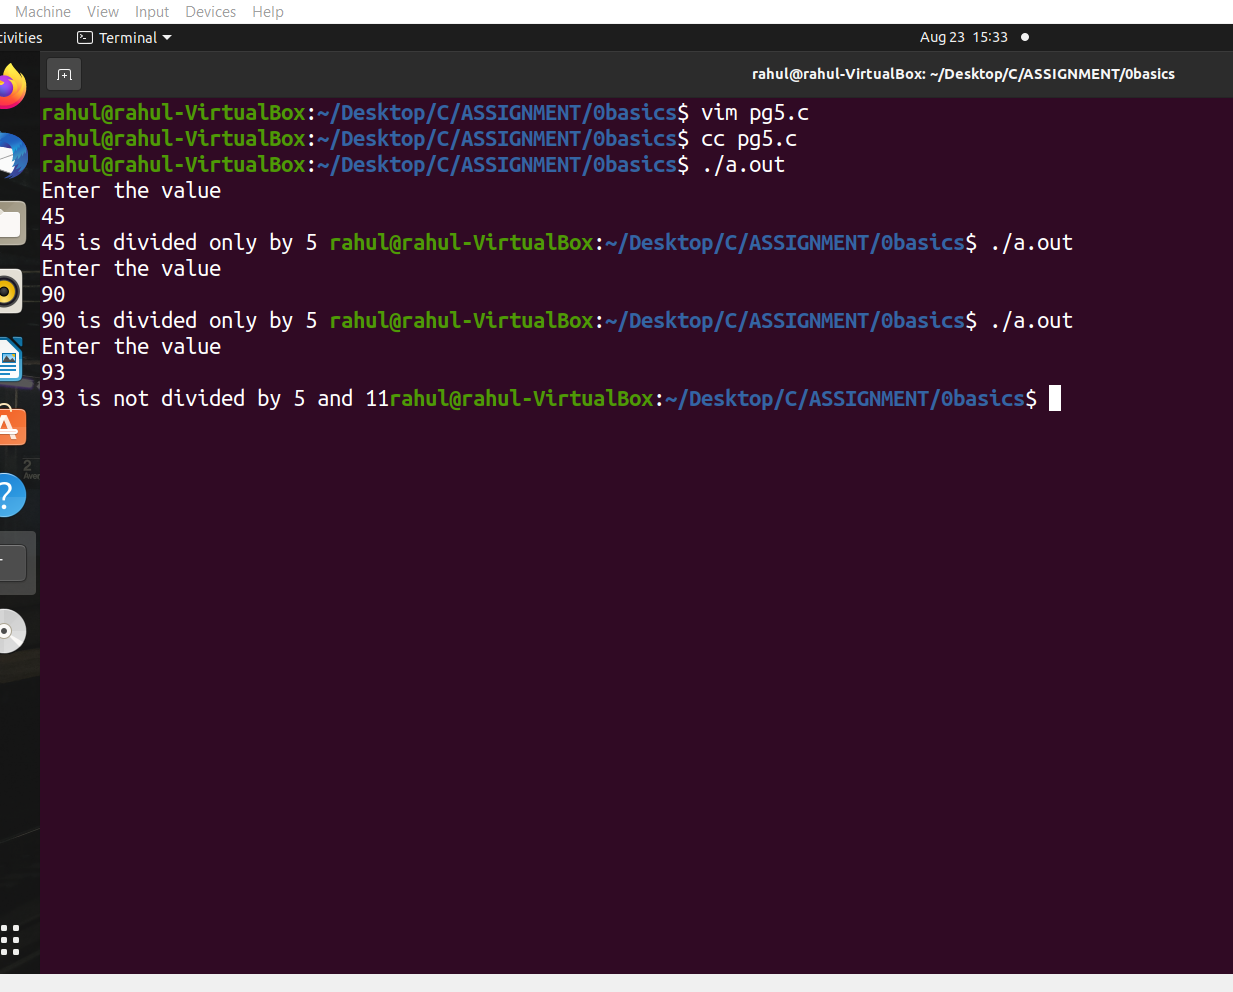 Machine View Input Devices Help
ivities Terminal Aug 23 15:33
rahul@rahul-VirtualBox: ~/Desktop/C/ASSIGNMENT/0basics
rahul@rahul-VirtualBox:~/Desktop/C/ASSIGNMENT/0basics$ vim pg5.c
rahul@rahul-VirtualBox:~/Desktop/C/ASSIGNMENT/0basics$ cc pg5.c
rahul@rahul-VirtualBox:~/Desktop/C/ASSIGNMENT/0basics$ ./a.out
Enter the value
45
45 is divided only by 5 rahul@rahul-VirtualBox:~/Desktop/C/ASSIGNMENT/0basics$ ./a.out
Enter the value
90
90 is divided only by 5 rahul@rahul-VirtualBox:~/Desktop/C/ASSIGNMENT/0basics$ ./a.out
Enter the value
93
93 is not divided by 5 and 11rahul@rahul-VirtualBox:~/Desktop/C/ASSIGNMENT/0basics$
2